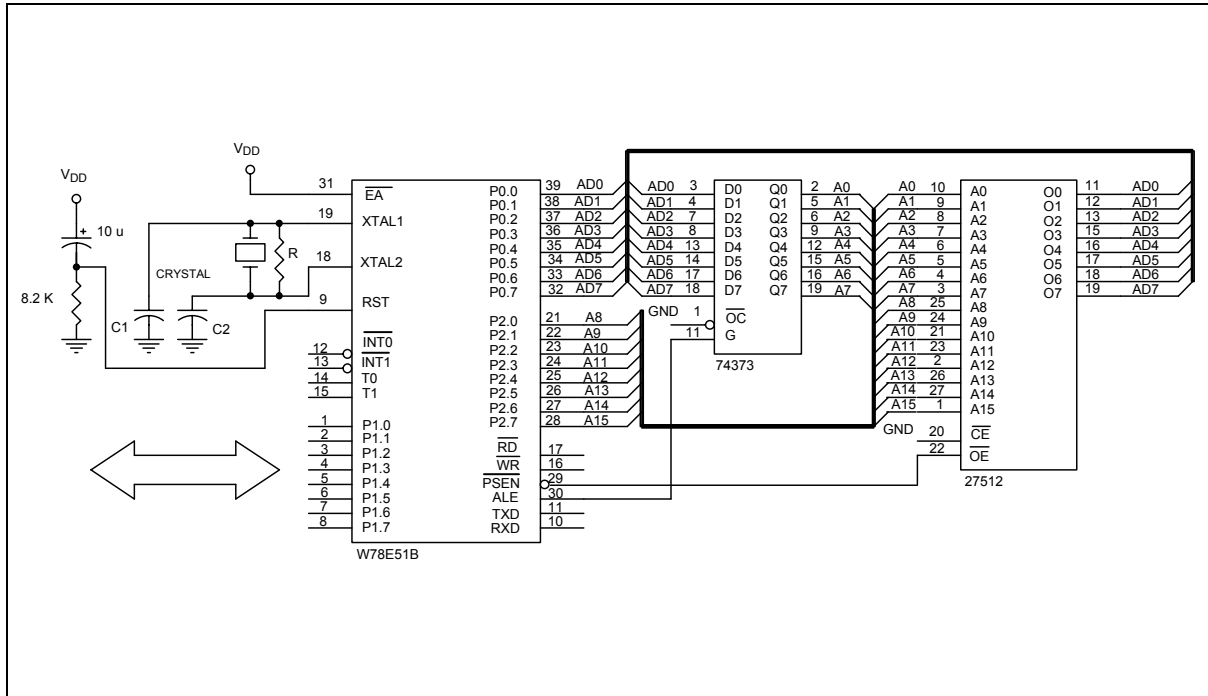 VDD
VDD
10 u
8.2 K
C1
CRYSTAL
C2
R
31 EA
19 XTAL1
18 XTAL2
9 RST
12 INT0
13 INT1
14 T0
15 T1
1 P1.0
2 P1.1
3 P1.2
4 P1.3
5 P1.4
6 P1.5
7 P1.6
8 P1.7
P0.0 39 AD0
P0.1 38 AD1
P0.2 37 AD2
P0.3 36 AD3
P0.4 35 AD4
P0.5 34 AD5
P0.6 33 AD6
P0.7 32 AD7
P2.0 21 A8
P2.1 22 A9
P2.2 23 A10
P2.3 24 A11
P2.4 25 A12
P2.5 26 A13
P2.6 27 A14
P2.7 28 A15
RD 17
WR 16
PSEN 29
ALE 30
TXD 11
RXD 10
W78E51B
AD0 3 D0 Q0 2 A0
AD1 4 D1 Q1 5 A1
AD2 7 D2 Q2 6 A2
AD3 8 D3 Q3 9 A3
AD4 13 D4 Q4 12 A4
AD5 14 D5 Q5 15 A5
AD6 17 D6 Q6 16 A6
AD7 18 D7 Q7 19 A7
GND 1 OC
11 G
74373
A0 10 A0 O0 11 AD0
A1 9 A1 O1 12 AD1
A2 8 A2 O2 13 AD2
A3 7 A3 O3 15 AD3
A4 6 A4 O4 16 AD4
A5 5 A5 O5 17 AD5
A6 4 A6 O6 18 AD6
A7 3 A7 O7 19 AD7
A8 25 A8
A9 24 A9
A10 21 A10
A11 23 A11
A12 2 A12
A13 26 A13
A14 27 A14
A15 1 A15
GND 20 CE
22 OE
27512